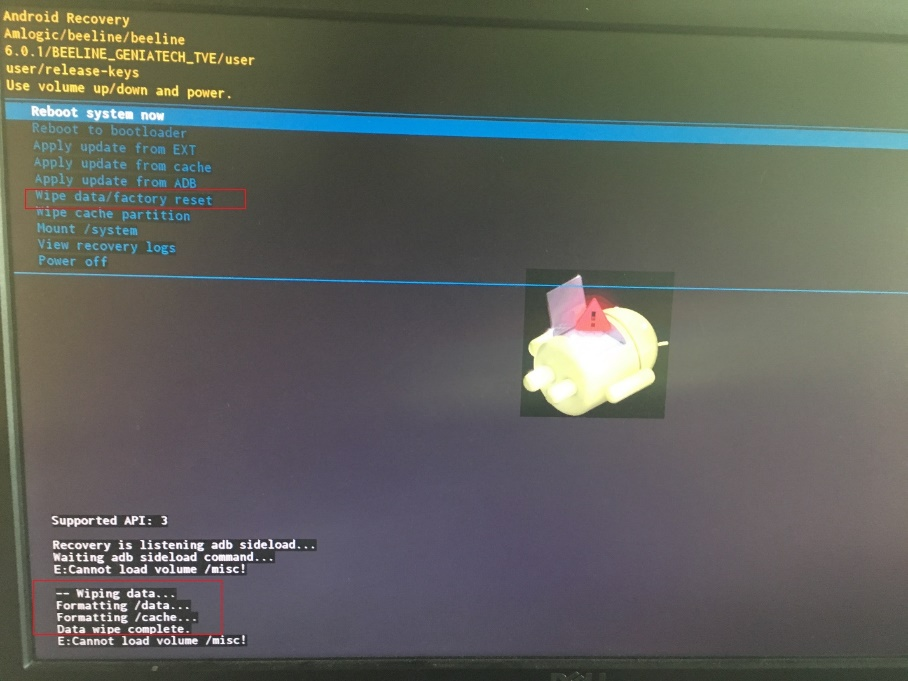 Android Recovery
Amlogic/beeline/beeline
6.0.1/BEELINE_GENIATECH_TVE/user
user/release-keys
Use volume up/down and power.
Reboot system now
Reboot to bootloader
Apply update from EXT
Apply update from cache
Apply update from ADB
Wipe data/factory reset
Wipe cache partition
Mount /system
View recovery logs
Power off
Supported API: 3
Recovery is listening adb sideload...
Waiting adb sideload command...
E:Cannot load volume /misc!
-- Wiping data...
Formatting /data...
Formatting /cache...
Data wipe complete.
E:Cannot load volume /misc!